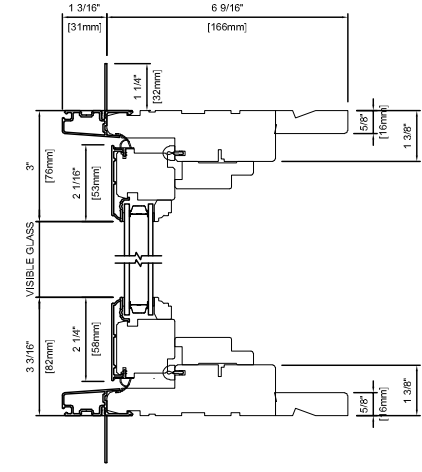 1 3/16"
[31mm]
6 9/16"
[166mm]
1 1/4"
[32mm]
5/8"
[16mm]
1 3/8"
3"
[76mm]
2 1/16"
[53mm]
VISIBLE GLASS
3 3/16"
[82mm]
2 1/4"
[58mm]
5/8"
[16mm]
1 3/8"